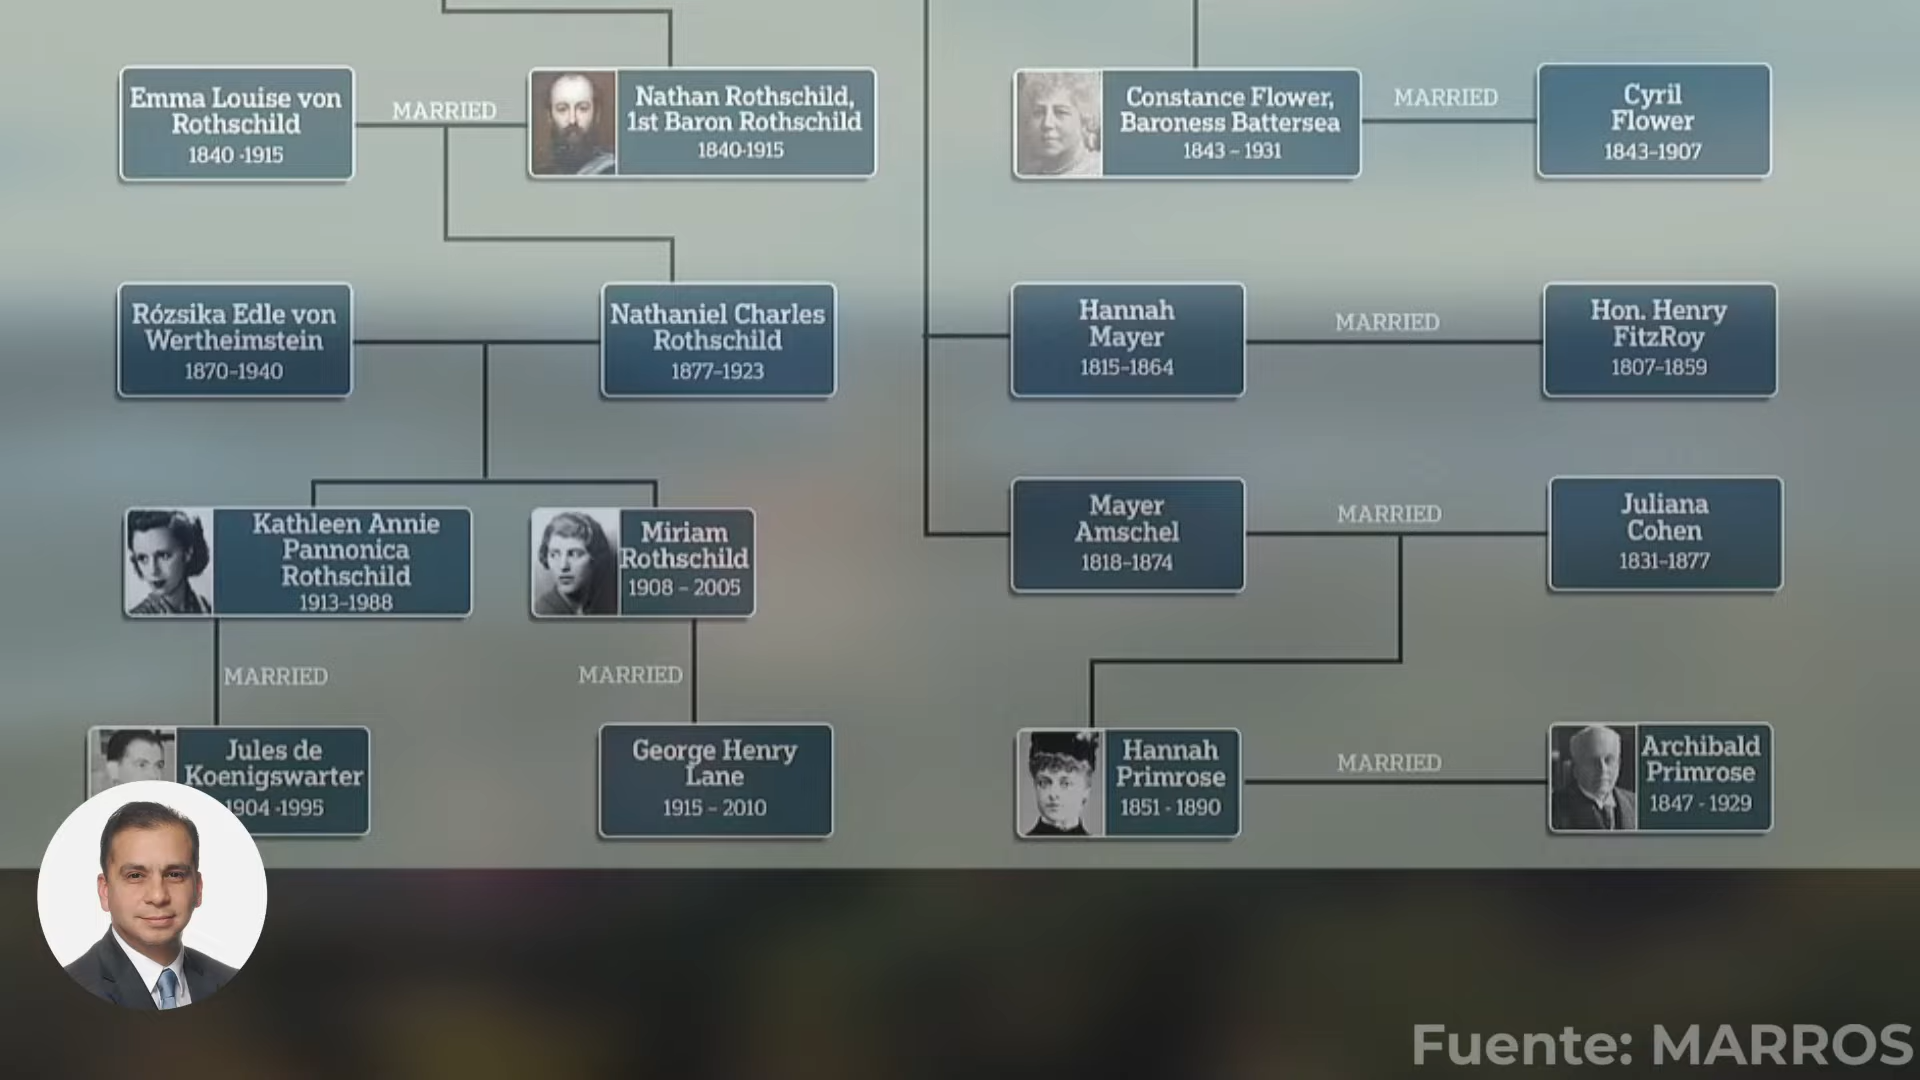 Emma Louise von
Rothschild
1840 -1915
MARRIED
Nathan Rothschild,
1st Baron Rothschild
1840-1915
Constance Flower,
Baroness Battersea
1843 – 1931
MARRIED
Cyril
Flower
1843–1907
Rózsika Edle von
Wertheimstein
1870–1940
Nathaniel Charles
Rothschild
1877–1923
Hannah
Mayer
1815–1864
MARRIED
Hon. Henry
FitzRoy
1807–1859
Kathleen Annie
Pannonica
Rothschild
1913–1988
Miriam
Rothschild
1908 – 2005
Mayer
Amschel
1818–1874
MARRIED
Juliana
Cohen
1831–1877
MARRIED
MARRIED
Jules de
Koenigswarter
1904 -1995
George Henry
Lane
1915 – 2010
Hannah
Primrose
1851 - 1890
MARRIED
Archibald
Primrose
1847 - 1929
Fuente: MARROS